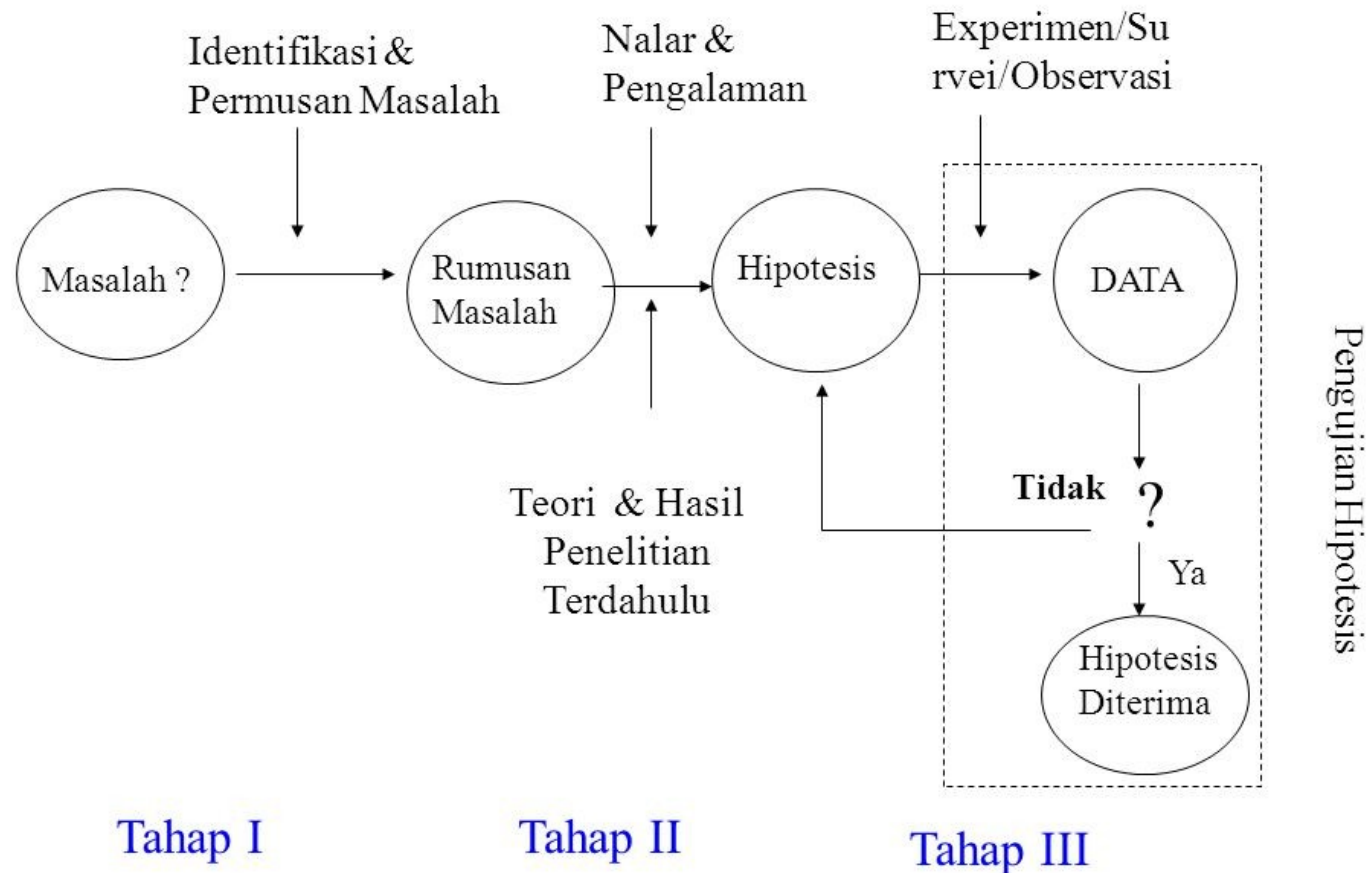 Identifikasi &
Permusan Masalah
Nalar &
Pengalaman
Experimen/Su
rvei/Observasi
Masalah ?
Rumusan
Masalah
Hipotesis
DATA
Teori & Hasil
Penelitian
Terdahulu
Tidak
?
Ya
Hipotesis
Diterima
Pengujian Hipotesis
Tahap I
Tahap II
Tahap III